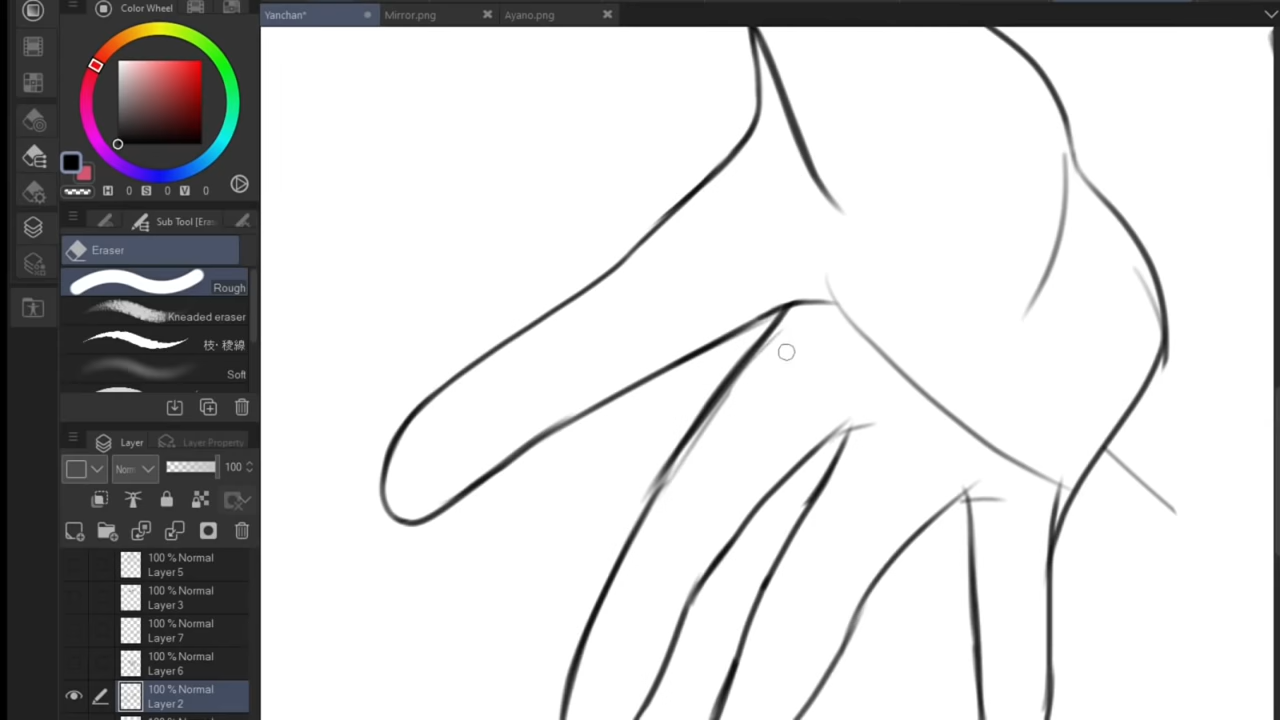 Color Wheel
Yanchan*
Mirror.png
Ayano.png
H 0 S 0 V 0
Sub Tool [Eras
Eraser
Rough
Kneaded eraser
枝・稜線
Soft
Layer
Layer Property
Norn
100
100 % Normal
Layer 5
100 % Normal
Layer 3
100 % Normal
Layer 7
100 % Normal
Layer 6
100 % Normal
Layer 2